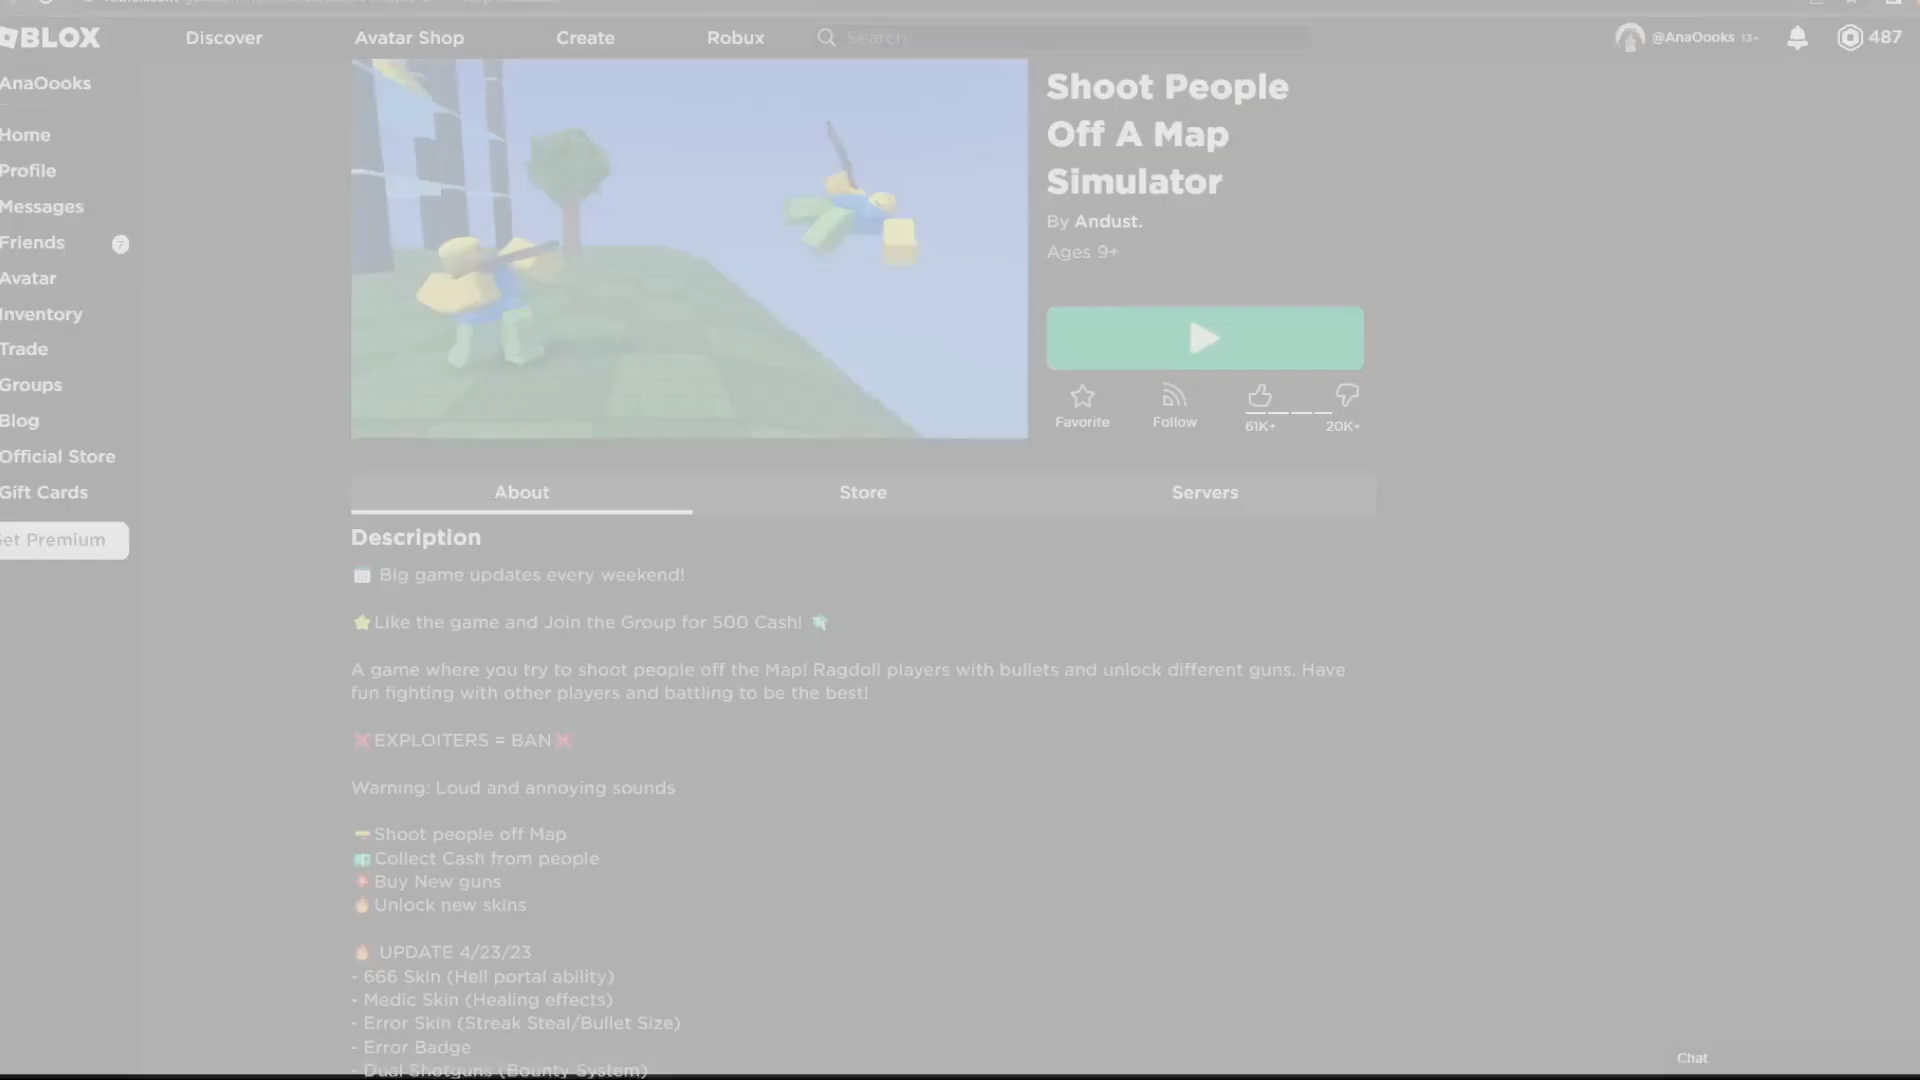 BLOX
Discover
Avatar Shop
Create
Robux
Search
@AnaOooks 13+
487
AnaOooks
Home
Profile
Messages
Friends
7
Avatar
Inventory
Trade
Groups
Blog
Official Store
Gift Cards
et Premium
Shoot People
Off A Map
Simulator
By Andust.
Ages 9+
Favorite
Follow
61K+
20K+
About
Store
Servers
Description
Big game updates every weekend!
Like the game and Join the Group for 500 Cash!
A game where you try to shoot people off the Map! Ragdoll players with bullets and unlock different guns. Have
fun fighting with other players and battling to be the best!
EXPLOITERS = BAN
Warning: Loud and annoying sounds
Shoot people off Map
Collect Cash from people
Buy New guns
Unlock new skins
UPDATE 4/23/23
- 666 Skin (Hell portal ability)
- Medic Skin (Healing effects)
- Error Skin (Streak Steal/Bullet Size)
- Error Badge
- Dual Shotguns (Bounty System)
Chat